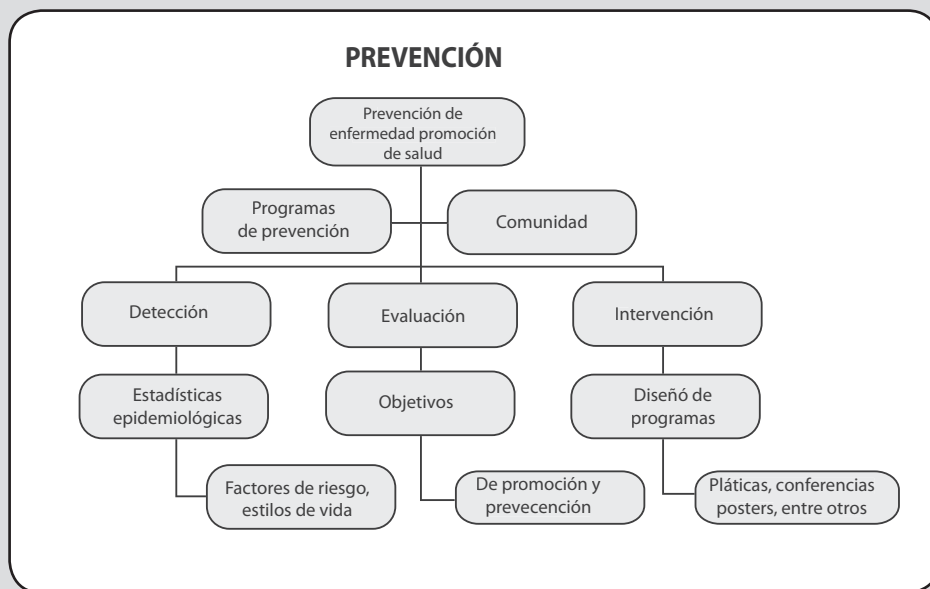 PREVENCIÓN
Prevención de
enfermedad promoción
de salud
Programas
de prevención
Comunidad
Detección
Evaluación
Intervención
Estadísticas
epidemiológicas
Objetivos
Diseñó de
programas
Factores de riesgo,
estilos de vida
De promoción y
prevecención
Pláticas, conferencias
posters, entre otros